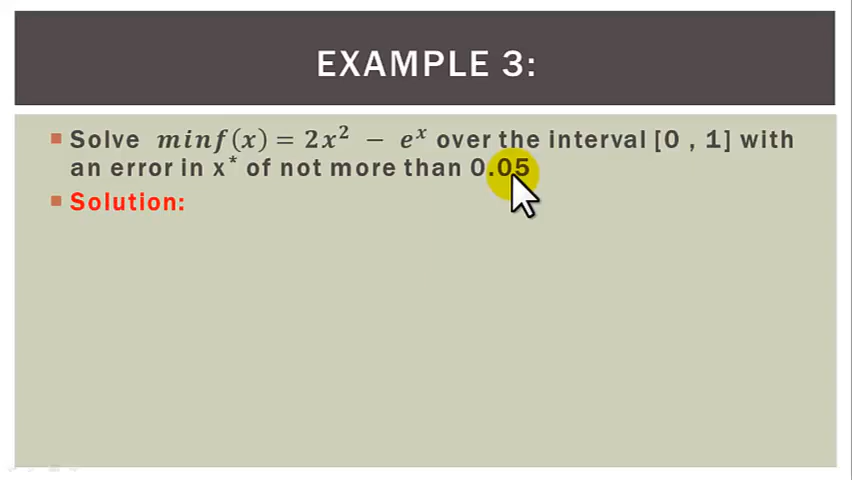 EXAMPLE 3:
Solve minf(x) = 2x² − eˣ over the interval [0 , 1] with
an error in x* of not more than 0.05
Solution: